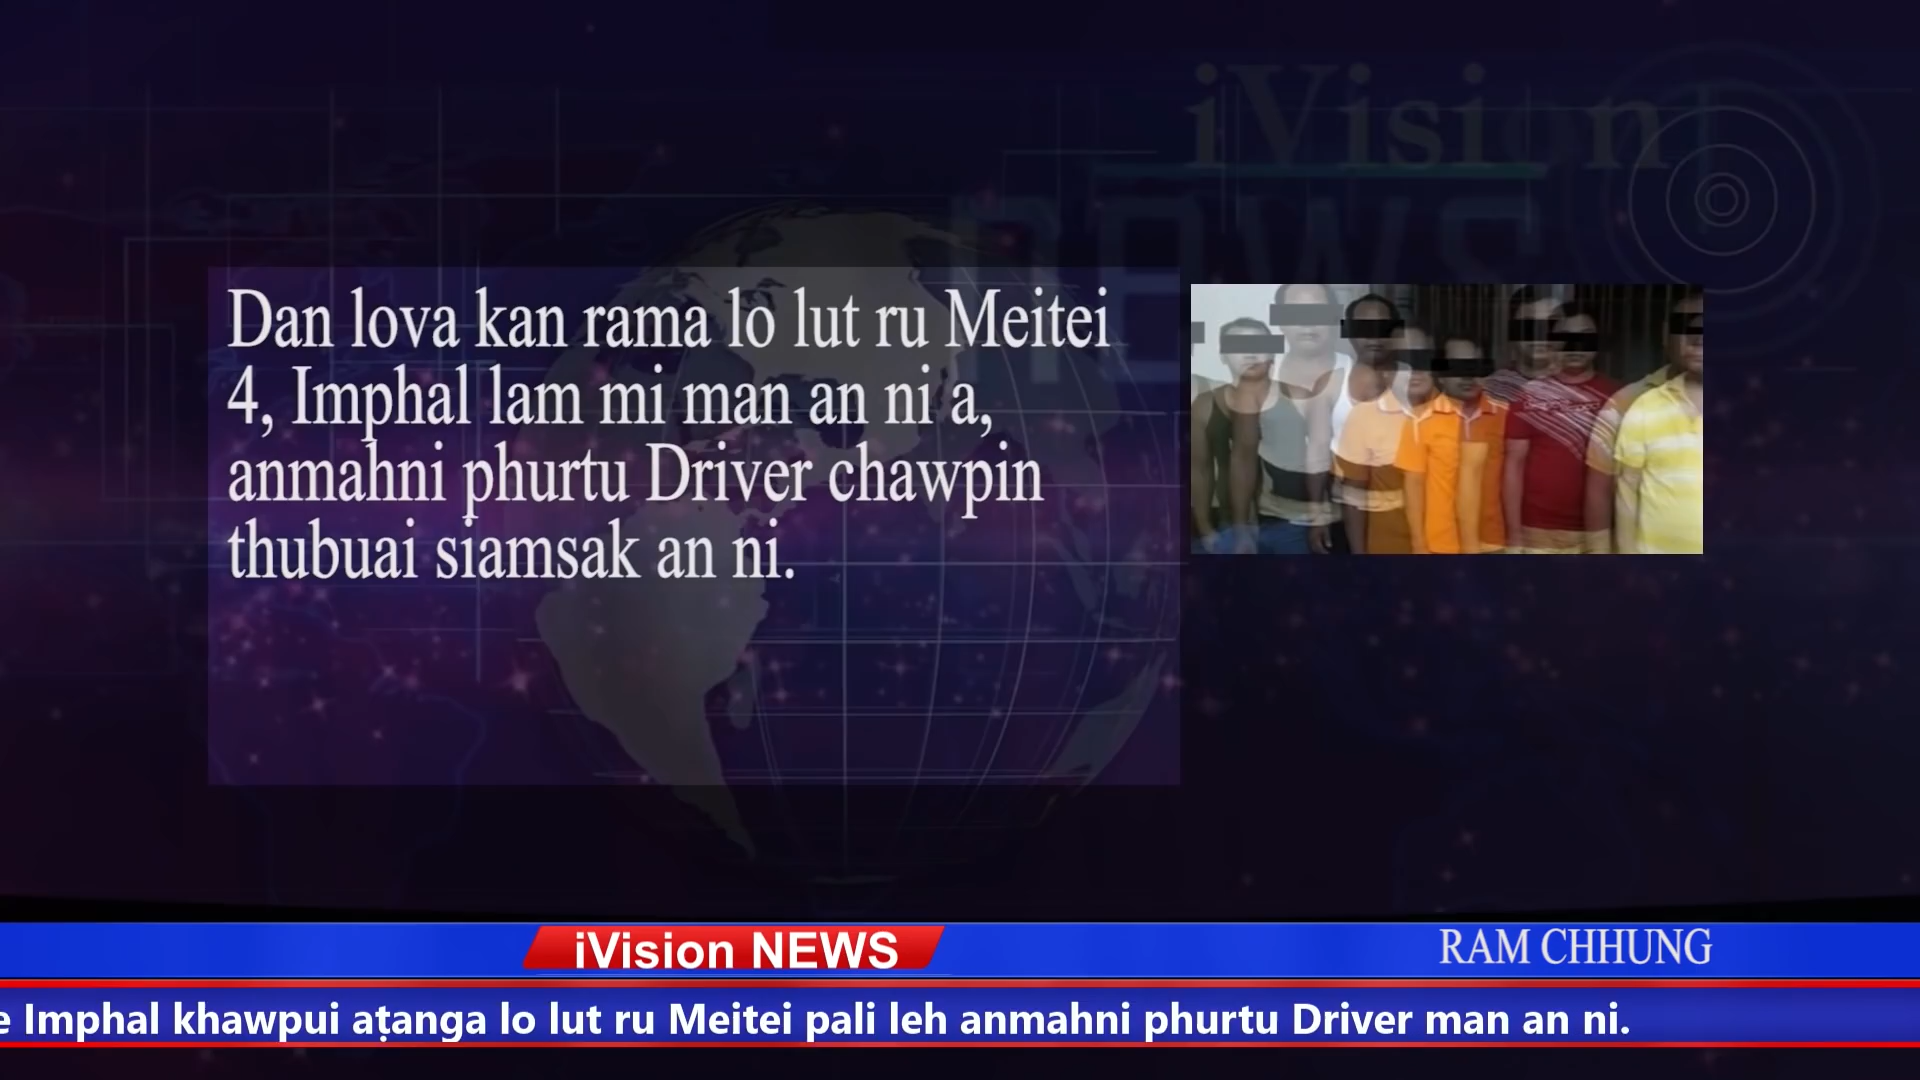 iVision
news
Dan lova kan rama lo lut ru Meitei
4, Imphal lam mi man an ni a,
anmahni phurtu Driver chawpin
thubuai siamsak an ni.
iVision NEWS
RAM CHHUNG
e Imphal khawpui aṭanga lo lut ru Meitei pali leh anmahni phurtu Driver man an ni.